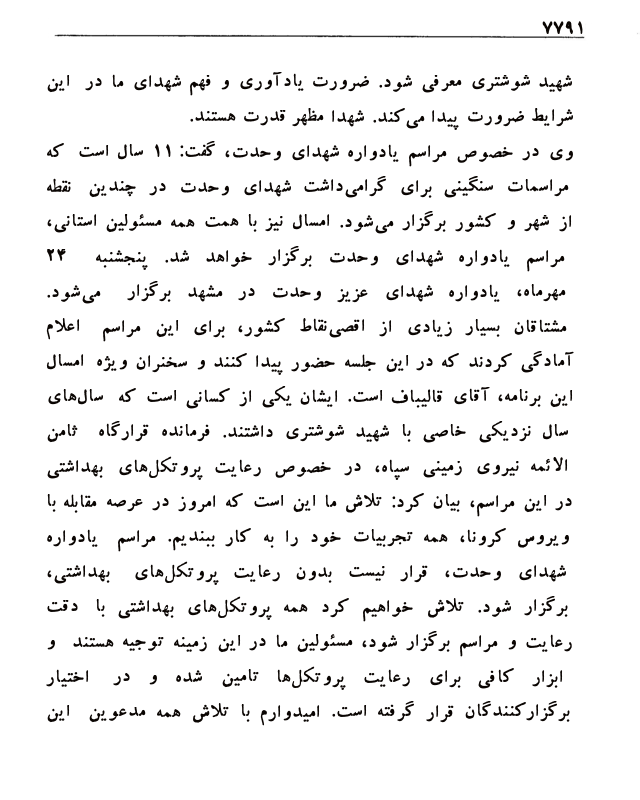 ۷۷۹۱
شهید شوشتری معرفی شود. ضرورت یادآوری و فهم شهدای ما در این
شرایط ضرورت پیدا می‌کند. شهدا مظهر قدرت هستند.
وی در خصوص مراسم یادواره شهدای وحدت، گفت: ۱۱ سال است که
مراسمات سنگینی برای گرامی‌داشت شهدای وحدت در چندین نقطه
از شهر و کشور برگزار می‌شود. امسال نیز با همت همه مسئولین استانی،
مراسم یادواره شهدای وحدت برگزار خواهد شد. پنجشنبه ۲۴
مهرماه، یادواره شهدای عزیز وحدت در مشهد برگزار می‌شود.
مشتاقان بسیار زیادی از اقصی‌نقاط کشور، برای این مراسم اعلام
آمادگی کردند که در این جلسه حضور پیدا کنند و سخنران ویژه امسال
این برنامه، آقای قالیباف است. ایشان یکی از کسانی است که سال‌های
سال نزدیکی خاصی با شهید شوشتری داشتند. فرمانده قرارگاه ثامن
الائمه نیروی زمینی سپاه، در خصوص رعایت پروتکل‌های بهداشتی
در این مراسم، بیان کرد: تلاش ما این است که امروز در عرصه مقابله با
ویروس کرونا، همه تجربیات خود را به کار ببندیم. مراسم یادواره
شهدای وحدت، قرار نیست بدون رعایت پروتکل‌های بهداشتی،
برگزار شود. تلاش خواهیم کرد همه پروتکل‌های بهداشتی با دقت
رعایت و مراسم برگزار شود، مسئولین ما در این زمینه توجیه هستند و
ابزار کافی برای رعایت پروتکل‌ها تامین شده و در اختیار
برگزارکنندگان قرار گرفته است. امیدوارم با تلاش همه مدعوین این